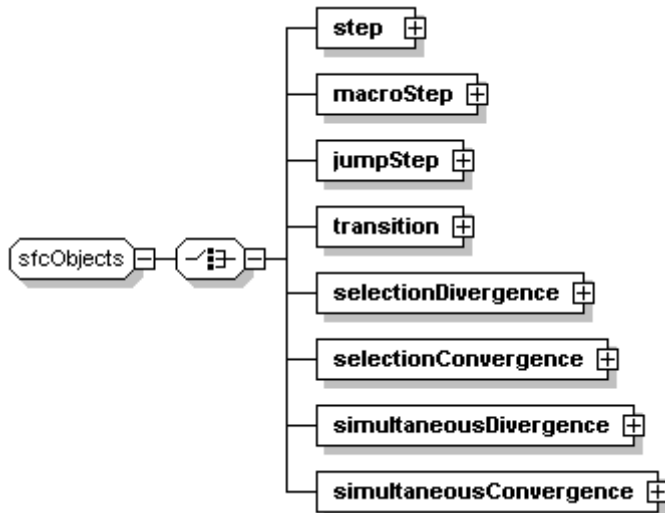 step
macroStep
jumpStep
transition
sfcObjects
selectionDivergence
selectionConvergence
simultaneousDivergence
simultaneousConvergence